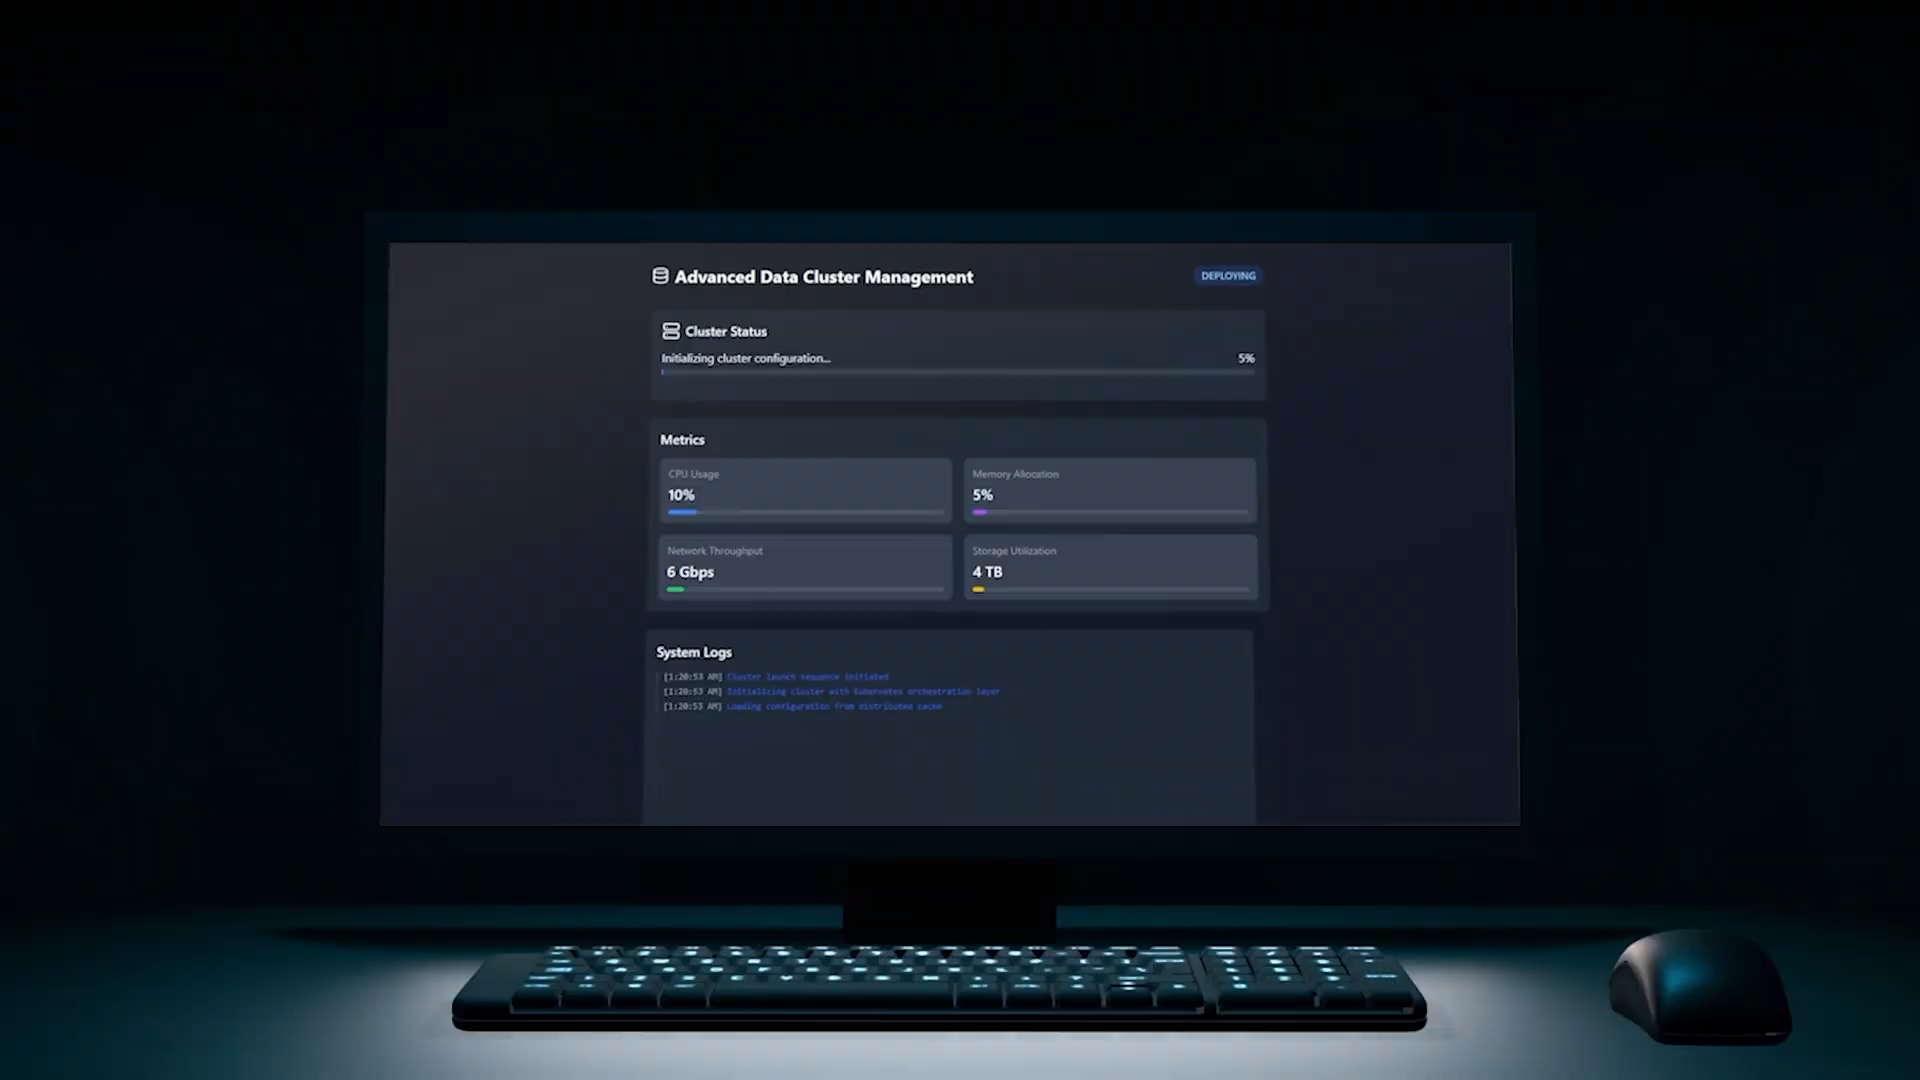 Advanced Data Cluster Management
DEPLOYING
Cluster Status
Initializing cluster configuration...
5%
Metrics
CPU Usage
10%
Memory Allocation
5%
Network Throughput
6 Gbps
Storage Utilization
4 TB
System Logs
[1:20:53 AM] Cluster launch sequence initiated
[1:20:53 AM] Initializing cluster with Kubernetes orchestration layer
[1:20:53 AM] Loading configuration from distributed cache